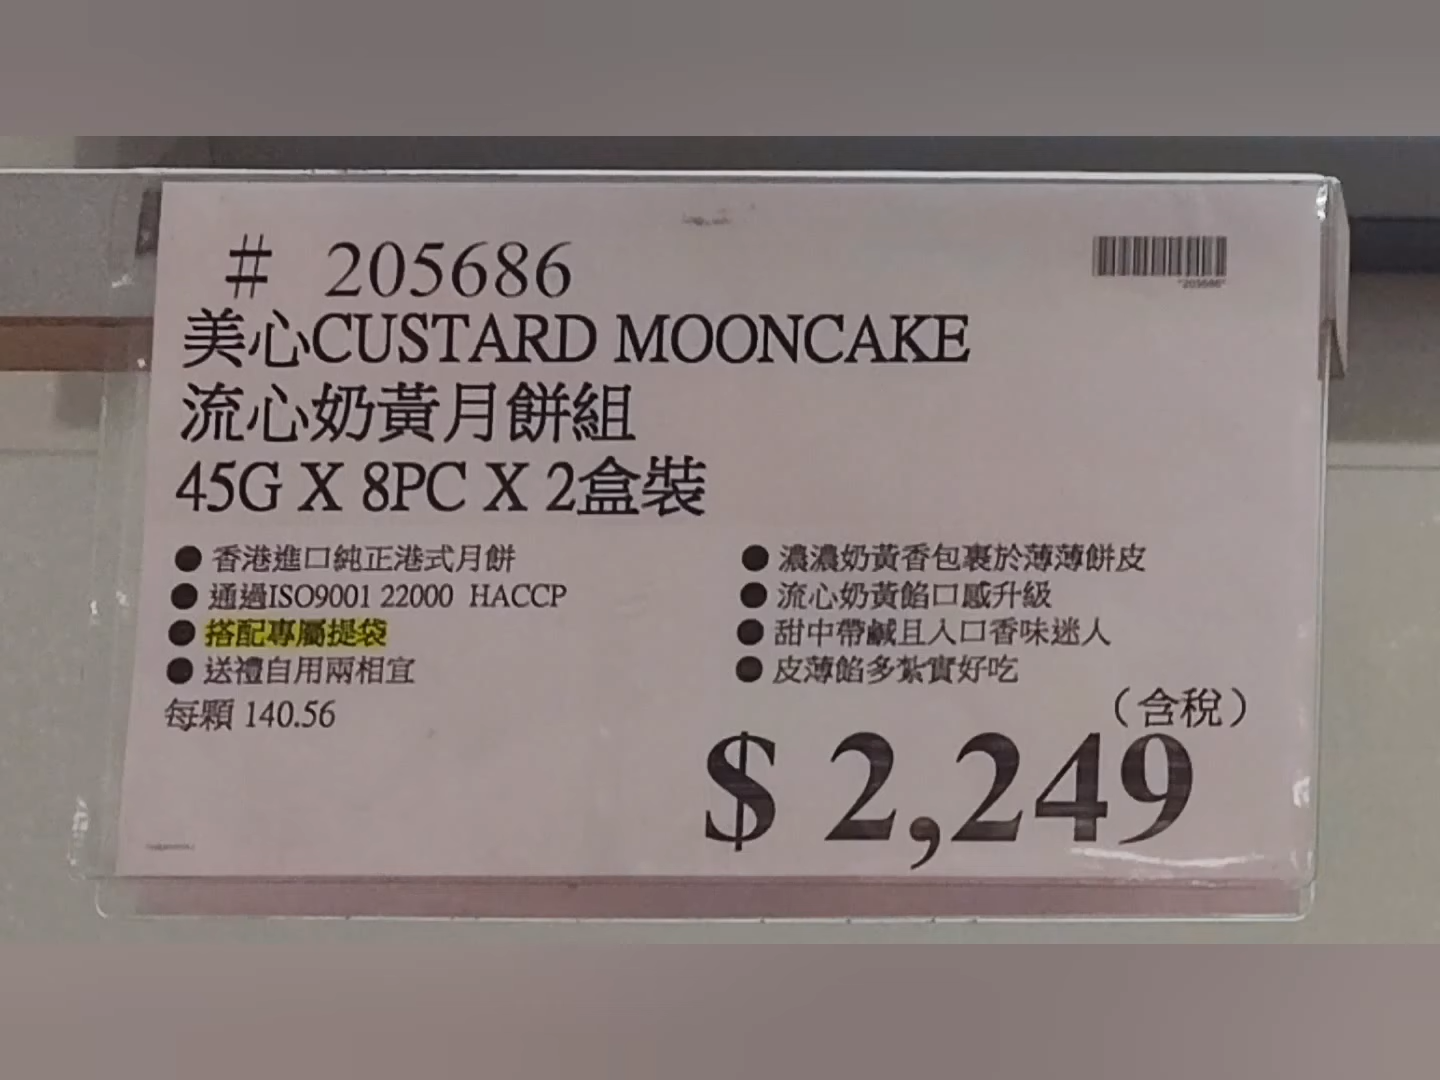 # 205686
*205686*
美心CUSTARD MOONCAKE
流心奶黃月餅組
45G X 8PC X 2盒裝
● 香港進口純正港式月餅
● 通過ISO9001 22000 HACCP
● 搭配專屬提袋
● 送禮自用兩相宜
每顆 140.56
● 濃濃奶黃香包裹於薄薄餅皮
● 流心奶黃餡口感升級
● 甜中帶鹹且入口香味迷人
● 皮薄餡多紮實好吃
（含稅）
$ 2,249